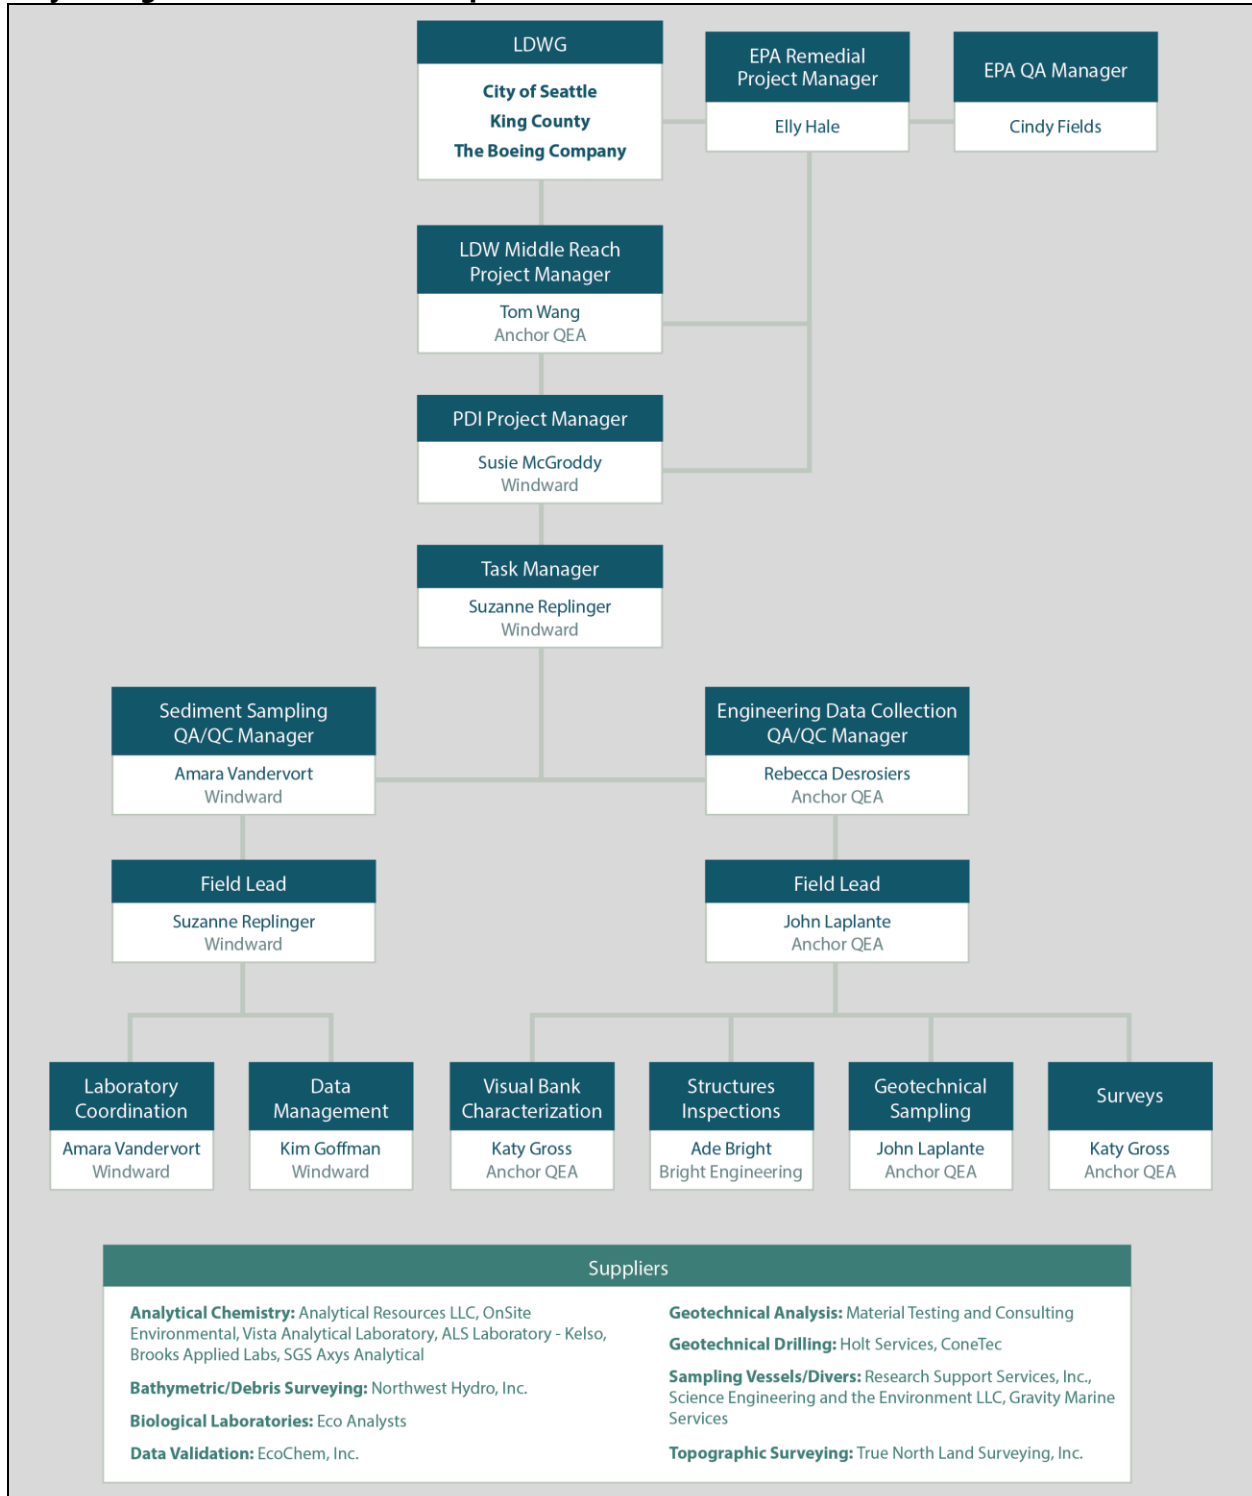 LDWG
City of Seattle
King County
The Boeing Company
EPA Remedial
Project Manager
Elly Hale
EPA QA Manager
Cindy Fields
LDW Middle Reach
Project Manager
Tom Wang
Anchor QEA
PDI Project Manager
Susie McGroddy
Windward
Task Manager
Suzanne Replinger
Windward
Sediment Sampling
QA/QC Manager
Amara Vandervort
Windward
Engineering Data Collection
QA/QC Manager
Rebecca Desrosiers
Anchor QEA
Field Lead
Suzanne Replinger
Windward
Field Lead
John Laplante
Anchor QEA
Laboratory
Coordination
Amara Vandervort
Windward
Data
Management
Kim Goffman
Windward
Visual Bank
Characterization
Katy Gross
Anchor QEA
Structures
Inspections
Ade Bright
Bright Engineering
Geotechnical
Sampling
John Laplante
Anchor QEA
Surveys
Katy Gross
Anchor QEA
Suppliers
Analytical Chemistry: Analytical Resources LLC, OnSite
Environmental, Vista Analytical Laboratory, ALS Laboratory - Kelso,
Brooks Applied Labs, SGS Axys Analytical
Bathymetric/Debris Surveying: Northwest Hydro, Inc.
Biological Laboratories: Eco Analysts
Data Validation: EcoChem, Inc.
Geotechnical Analysis: Material Testing and Consulting
Geotechnical Drilling: Holt Services, ConeTec
Sampling Vessels/Divers: Research Support Services, Inc.,
Science Engineering and the Environment LLC, Gravity Marine
Services
Topographic Surveying: True North Land Surveying, Inc.